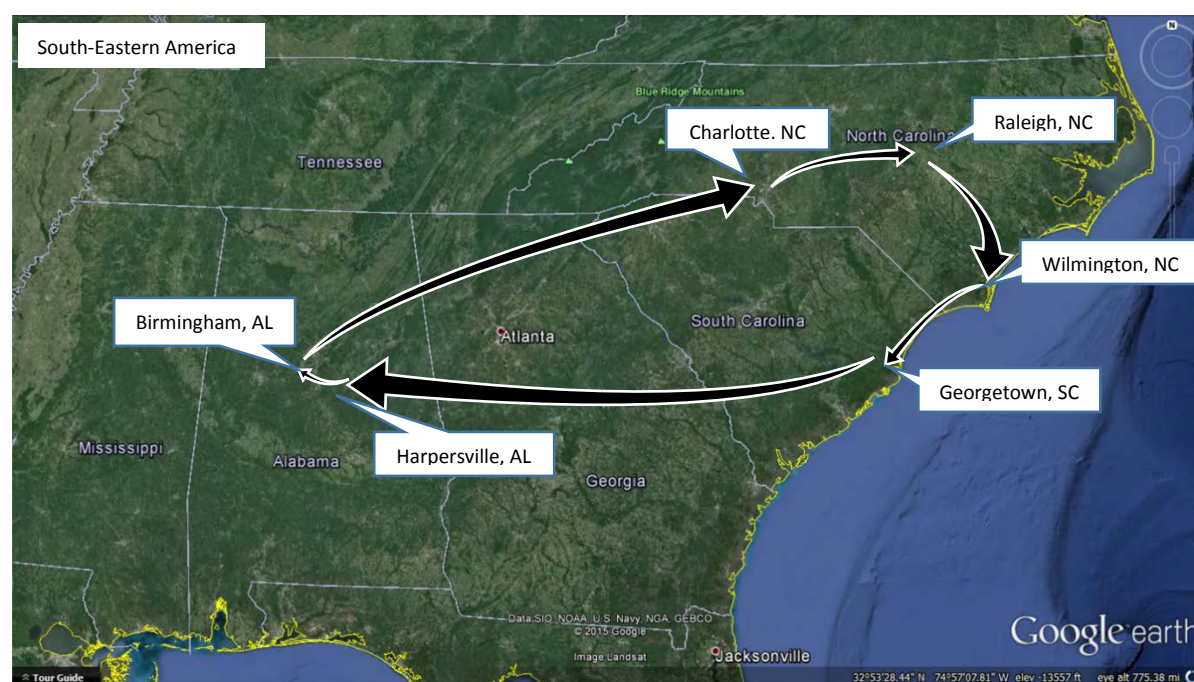 South-Eastern America
N
Blue Ridge Mountains
Charlotte. NC
North Carolina
Raleigh, NC
Tennessee
Wilmington, NC
Birmingham, AL
Atlanta
South Carolina
Georgetown, SC
Mississippi
Alabama
Harpersville, AL
Georgia
Data SIO, NOAA, U.S. Navy, NGA, GEBCO
© 2015 Google
Image Landsat
Jacksonville
Google earth
Tour Guide
32°53'28.44" N 74°57'07.81" W elev -13557 ft eye alt 775.38 mi